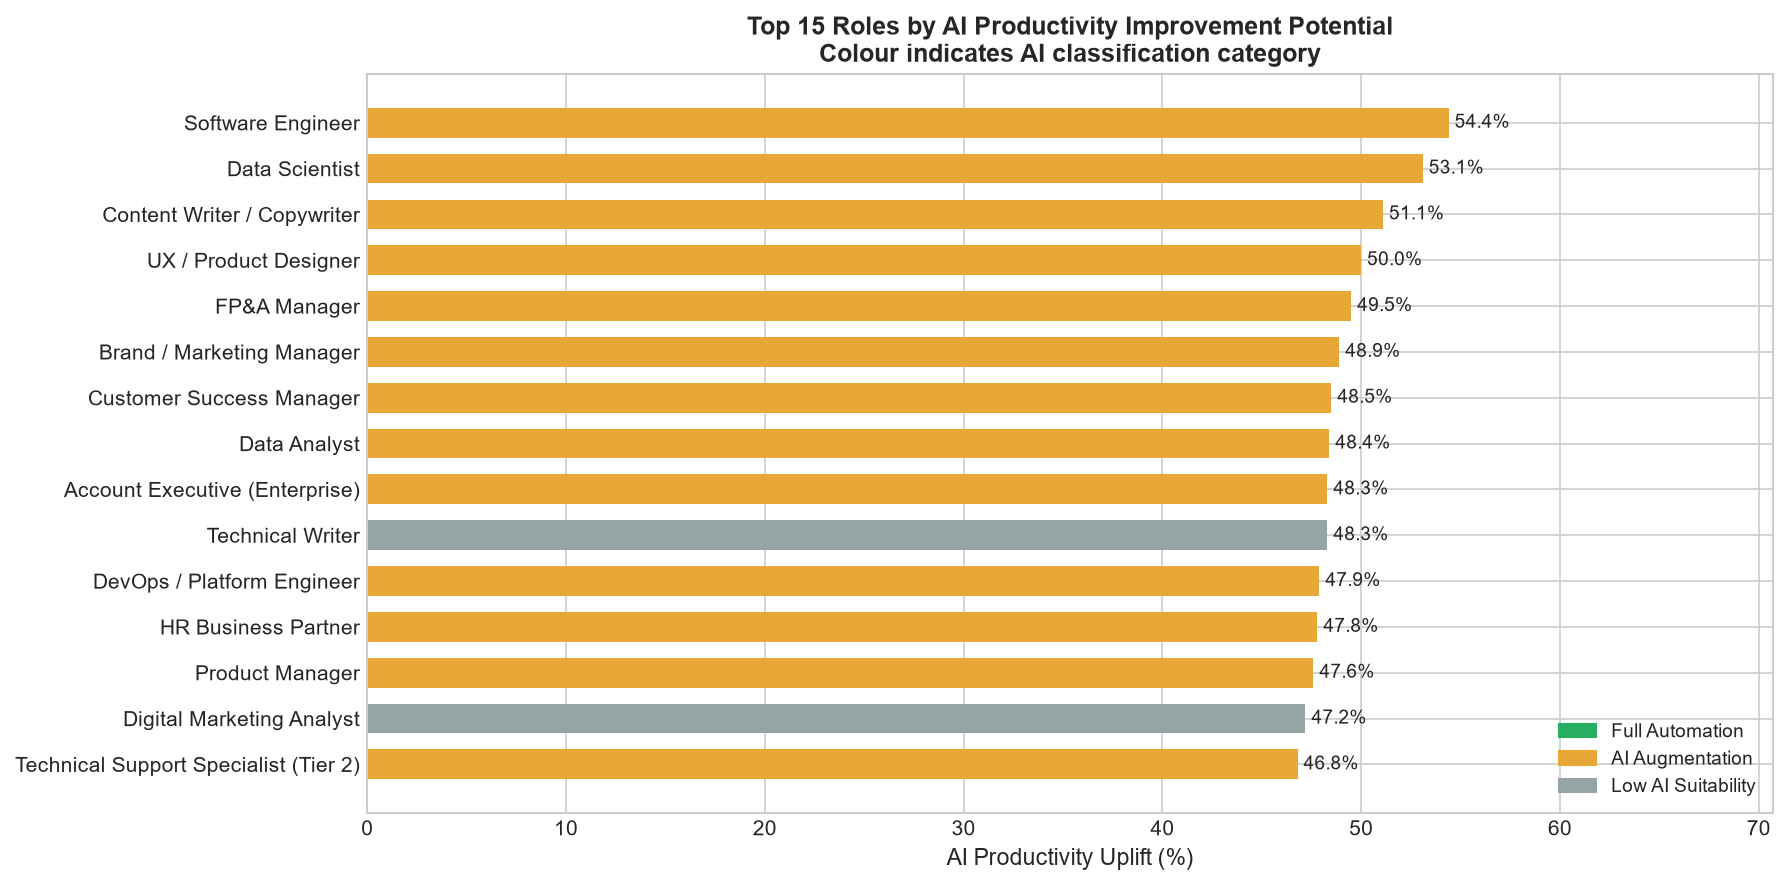 Top 15 Roles by AI Productivity Improvement Potential
Colour indicates AI classification category
Software Engineer 54.4%
Data Scientist 53.1%
Content Writer / Copywriter 51.1%
UX / Product Designer 50.0%
FP&A Manager 49.5%
Brand / Marketing Manager 48.9%
Customer Success Manager 48.5%
Data Analyst 48.4%
Account Executive (Enterprise) 48.3%
Technical Writer 48.3%
DevOps / Platform Engineer 47.9%
HR Business Partner 47.8%
Product Manager 47.6%
Digital Marketing Analyst 47.2%
Technical Support Specialist (Tier 2) 46.8%
Full Automation
AI Augmentation
Low AI Suitability
0 10 20 30 40 50 60 70
AI Productivity Uplift (%)